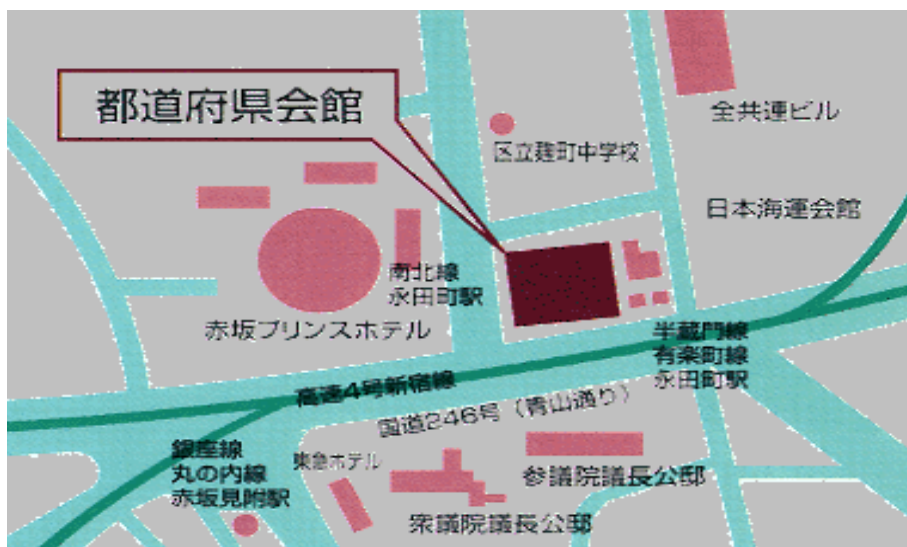 都道府県会館
全共連ビル
区立麹町中学校
日本海運会館
南北線
永田町駅
赤坂プリンスホテル
半蔵門線
有楽町線
永田町駅
高速4号新宿線
国道246号（青山通り）
銀座線
丸の内線
赤坂見附駅
東急ホテル
参議院議長公邸
衆議院議長公邸